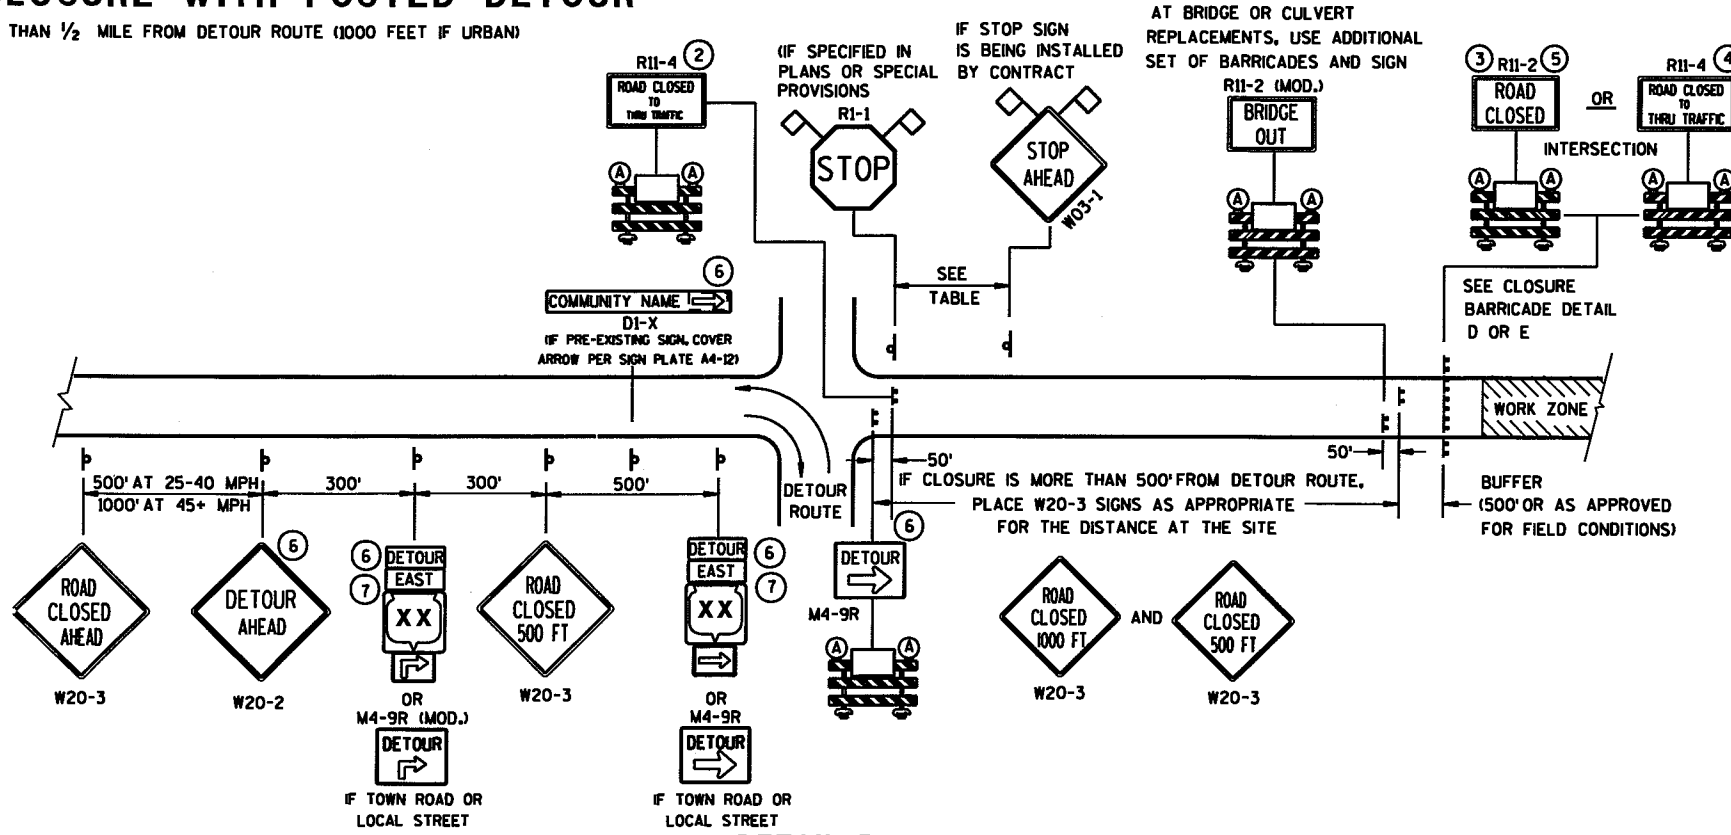 CLOSURE WITH POSTED DETOUR
THAN 1/2 MILE FROM DETOUR ROUTE (1000 FEET IF URBAN)
R11-4 2
ROAD CLOSED
TO
THRU TRAFFIC
A A
(IF SPECIFIED IN
PLANS OR SPECIAL
PROVISIONS
R1-1
STOP
IF STOP SIGN
IS BEING INSTALLED
BY CONTRACT
STOP
AHEAD
WO3-1
AT BRIDGE OR CULVERT
REPLACEMENTS, USE ADDITIONAL
SET OF BARRICADES AND SIGN
R11-2 (MOD.)
BRIDGE
OUT
A A
3 R11-2 5
ROAD
CLOSED
OR
R11-4 4
ROAD CLOSED
TO
THRU TRAFFIC
INTERSECTION
A A
A A
SEE CLOSURE
BARRICADE DETAIL
D OR E
6
COMMUNITY NAME
D1-X
(IF PRE-EXISTING SIGN, COVER
ARROW PER SIGN PLATE A4-12)
SEE
TABLE
WORK ZONE
500' AT 25-40 MPH
1000' AT 45+ MPH
300'
300'
500'
DETOUR
ROUTE
50'
50'
IF CLOSURE IS MORE THAN 500' FROM DETOUR ROUTE,
PLACE W20-3 SIGNS AS APPROPRIATE
FOR THE DISTANCE AT THE SITE
BUFFER
(500' OR AS APPROVED
FOR FIELD CONDITIONS)
ROAD
CLOSED
AHEAD
W20-3
6
DETOUR
AHEAD
W20-2
6
7
DETOUR
EAST
XX
OR
M4-9R (MOD.)
DETOUR
IF TOWN ROAD OR
LOCAL STREET
ROAD
CLOSED
500 FT
W20-3
DETOUR
EAST
XX
6
7
OR
M4-9R
DETOUR
IF TOWN ROAD OR
LOCAL STREET
6
DETOUR
M4-9R
A A
ROAD
CLOSED
1000 FT
W20-3
AND
ROAD
CLOSED
500 FT
W20-3